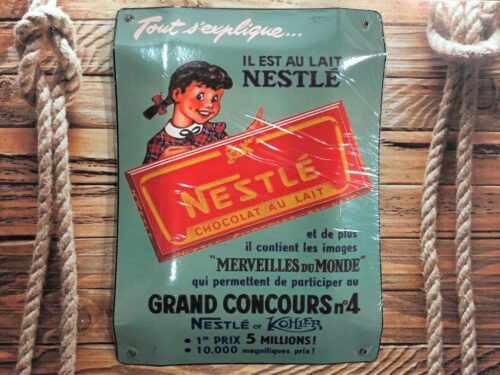 Tout s'explique...
IL EST AU LAIT
NESTLÉ
NESTLÉ
CHOCOLAT AU LAIT
et de plus
il contient les images
"MERVEILLES DU MONDE"
qui permettent de participer au
GRAND CONCOURS n°4
NESTLÉ ET KOHLER
• 1er PRIX 5 MILLIONS!
• 10.000 magnifiques prix!